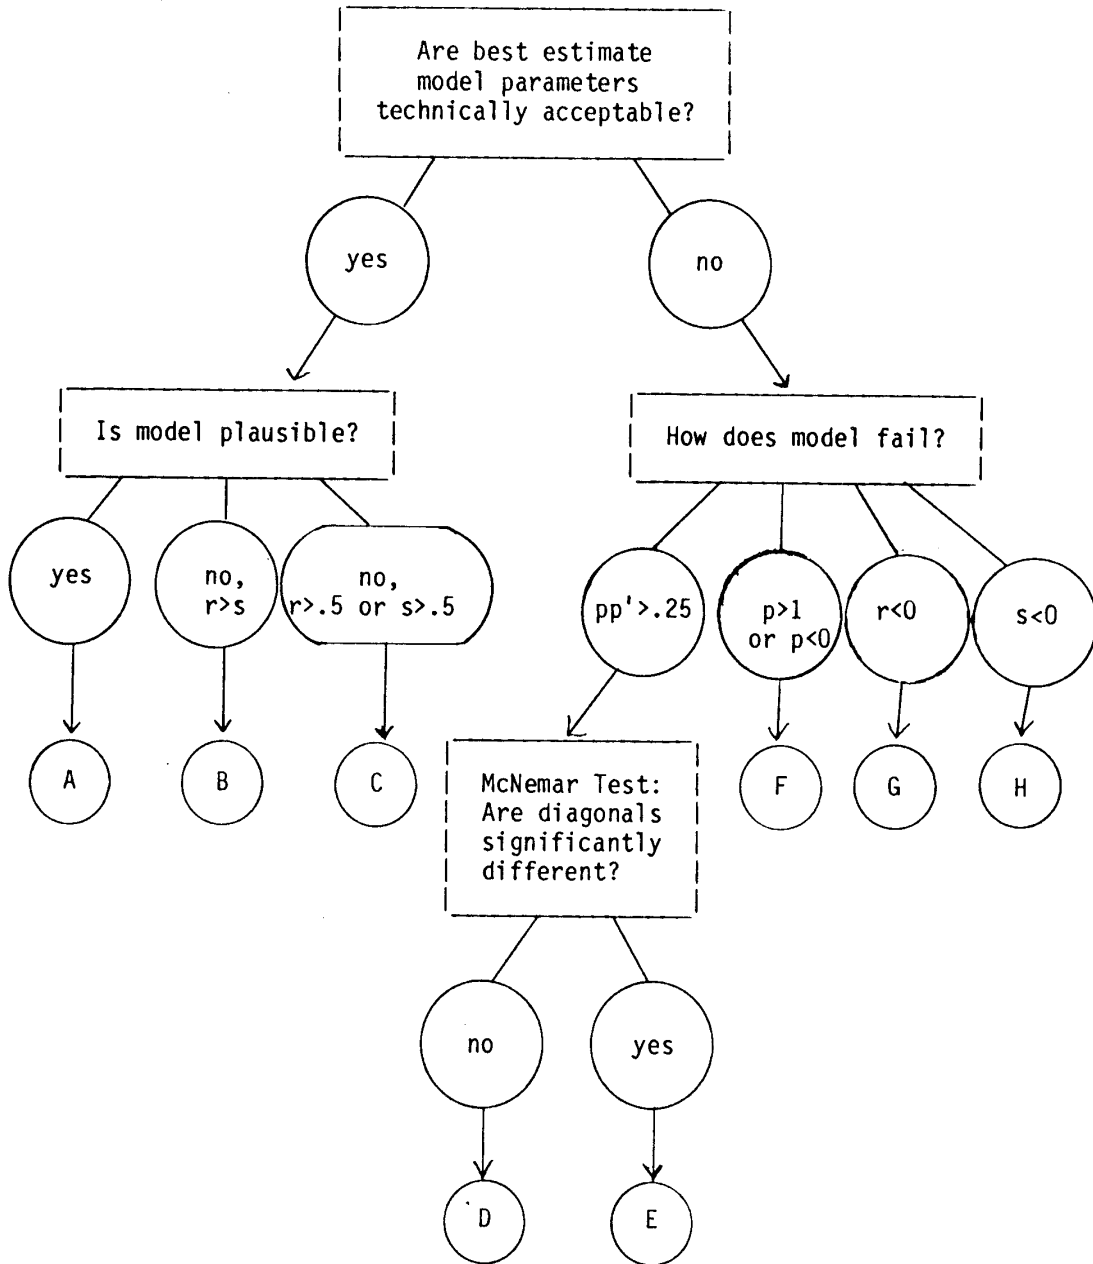 Are best estimate
model parameters
technically acceptable?
yes
no
Is model plausible?
How does model fail?
yes
no,
r>s
no,
r>.5 or s>.5
pp'>.25
p>1
or p<0
r<0
s<0
A
B
C
McNemar Test:
Are diagonals
significantly
different?
F
G
H
no
yes
D
E